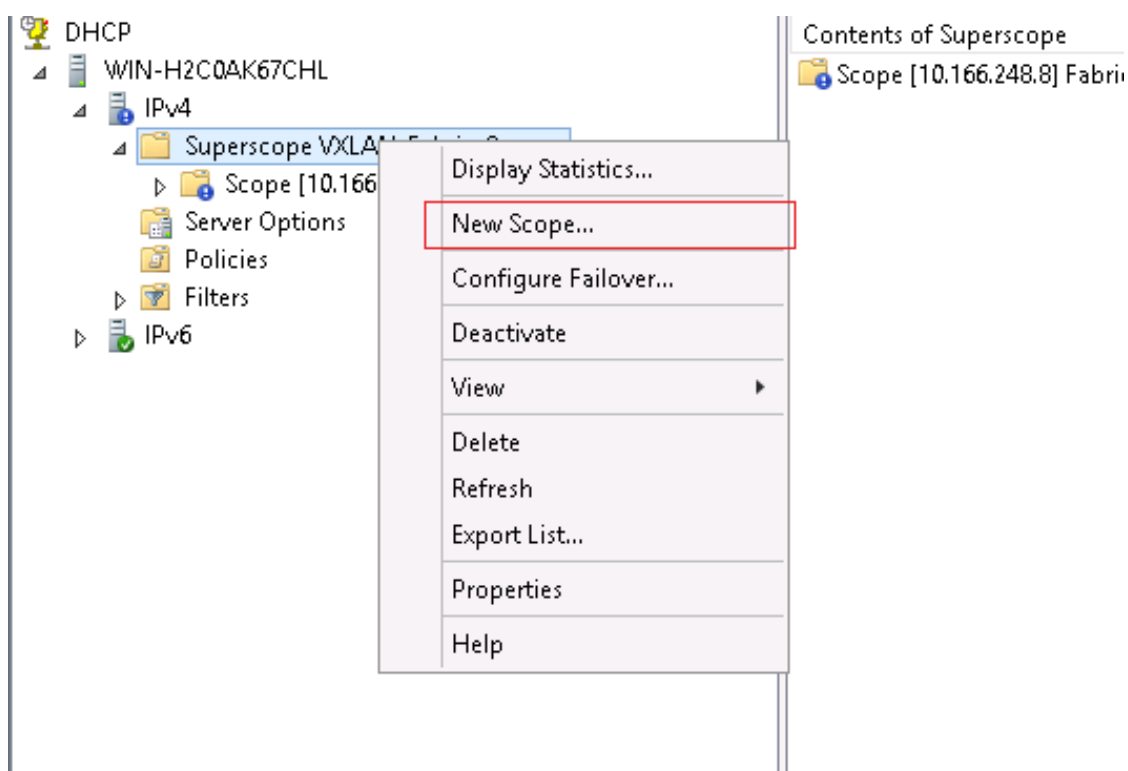 DHCP
WIN-H2C0AK67CHL
IPv4
Superscope VXLAN
Scope [10.166
Server Options
Policies
Filters
IPv6
Display Statistics...
New Scope...
Configure Failover...
Deactivate
View
Delete
Refresh
Export List...
Properties
Help
Contents of Superscope
Scope [10.166.248.8] Fabric